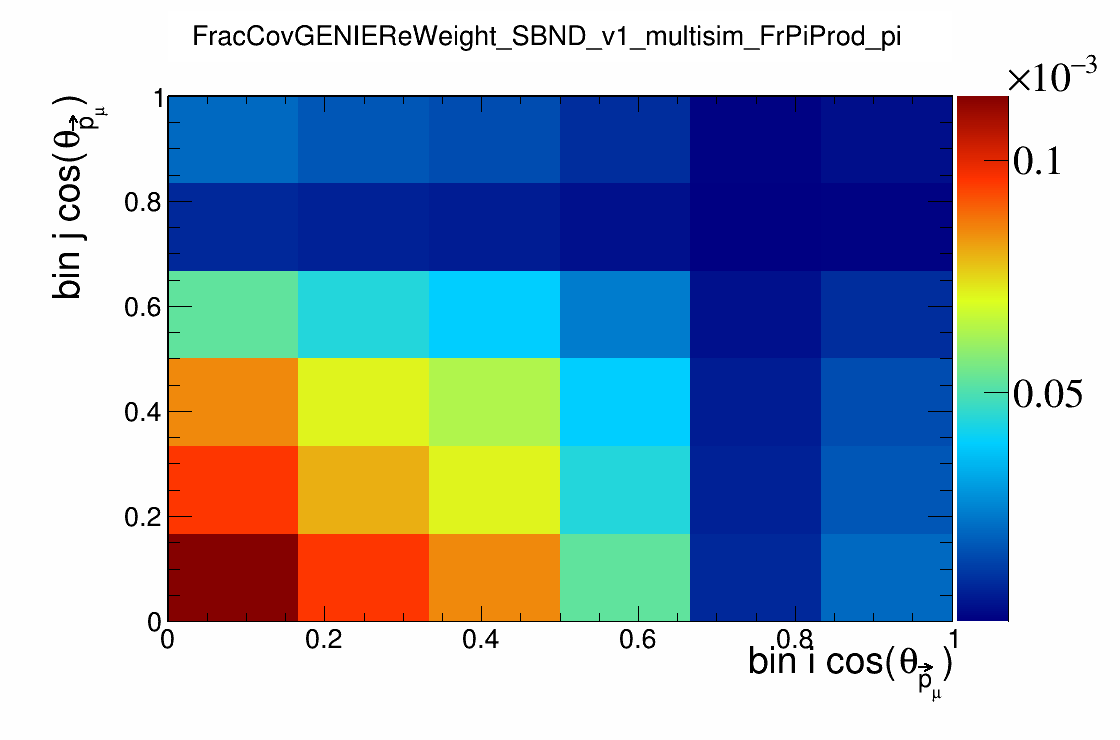 FracCovGENIEReWeight_SBND_v1_multisim_FrPiProd_pi
×10⁻³
bin j cos(θ_p⃗_μ)
1
0.8
0.6
0.4
0.2
0
0.1
0.05
0 0.2 0.4 0.6 0.8 1
bin i cos(θ_p⃗_μ)